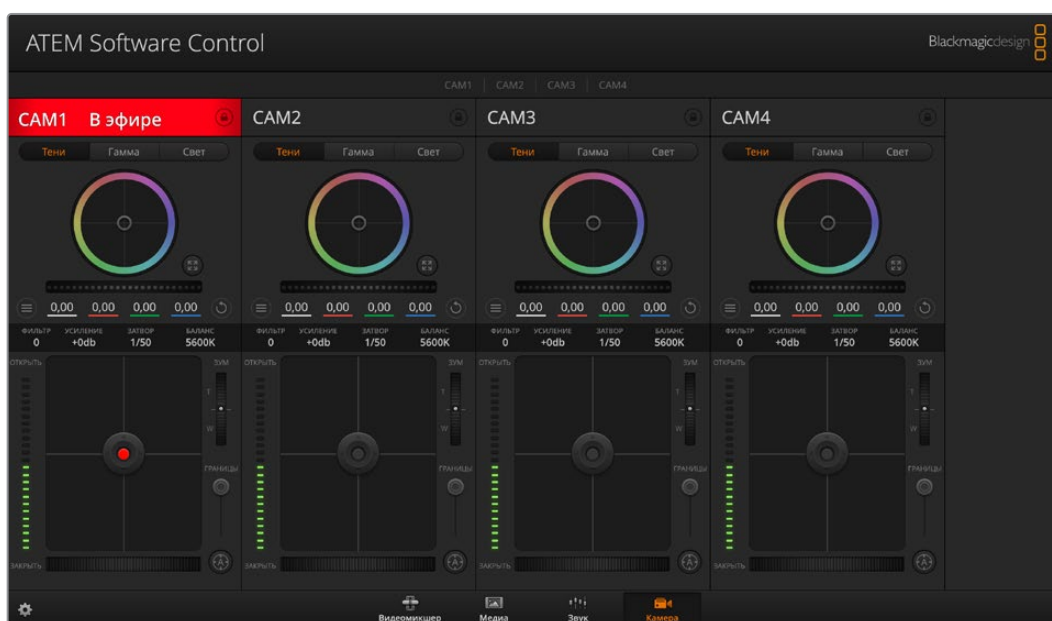 ATEM Software Control
Blackmagicdesign
CAM1 CAM2 CAM3 CAM4
CAM1 В эфире CAM2 CAM3 CAM4
Тени Гамма Свет Тени Гамма Свет Тени Гамма Свет Тени Гамма Свет
0,00 0,00 0,00 0,00 0,00 0,00 0,00 0,00 0,00 0,00 0,00 0,00 0,00 0,00 0,00 0,00
ФИЛЬТР УСИЛЕНИЕ ЗАТВОР БАЛАНС ФИЛЬТР УСИЛЕНИЕ ЗАТВОР БАЛАНС ФИЛЬТР УСИЛЕНИЕ ЗАТВОР БАЛАНС ФИЛЬТР УСИЛЕНИЕ ЗАТВОР БАЛАНС
0 +0db 1/50 5600K 0 +0db 1/50 5600K 0 +0db 1/50 5600K 0 +0db 1/50 5600K
ОТКРЫТЬ ЗУМ ОТКРЫТЬ ЗУМ ОТКРЫТЬ ЗУМ ОТКРЫТЬ ЗУМ
T T T T
W W W W
ГРАНИЦЫ ГРАНИЦЫ ГРАНИЦЫ ГРАНИЦЫ
ЗАКРЫТЬ A ЗАКРЫТЬ A ЗАКРЫТЬ A ЗАКРЫТЬ A
Видеомикшер Медиа Звук Камера